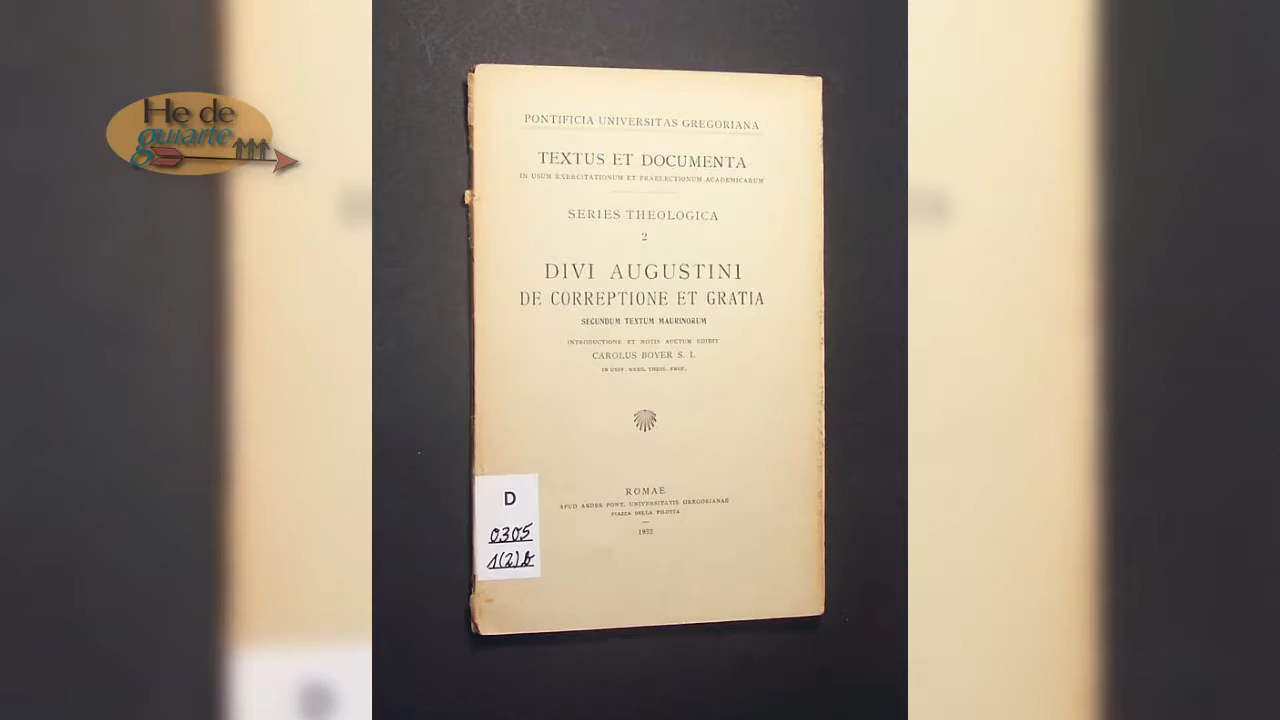 He de
guiarte
PONTIFICIA UNIVERSITAS GREGORIANA
TEXTUS ET DOCUMENTA
IN USUM EXERCITATIONUM ET PRAELECTIONUM ACADEMICARUM
SERIES THEOLOGICA
2
DIVI AUGUSTINI
DE CORREPTIONE ET GRATIA
SECUNDUM TEXTUM MAURINORUM
INTRODUCTIONE ET NOTIS AUCTUM EDIDIT
CAROLUS BOYER S. I.
IN UNIV. GREG. THEOL. PROF.
ROMAE
APUD AEDES PONT. UNIVERSITATIS GREGORIANAE
PIAZZA DELLA PILOTTA
1932
D
0305
1(2)b